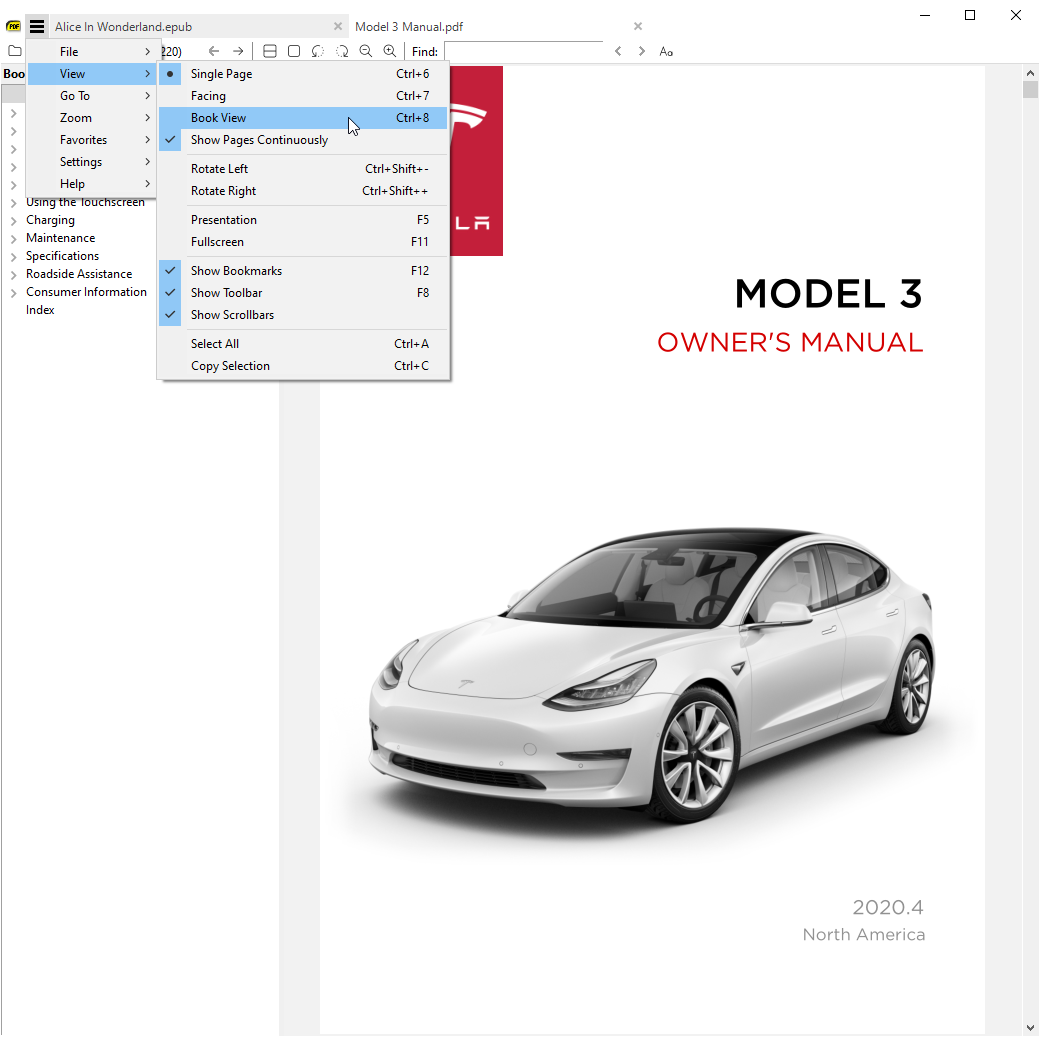 PDF
Alice In Wonderland.epub
Model 3 Manual.pdf
220)
Find:
Aa
Boo
File
View
Go To
Zoom
Favorites
Settings
Help
Single Page Ctrl+6
Facing Ctrl+7
Book View Ctrl+8
Show Pages Continuously
Rotate Left Ctrl+Shift+-
Rotate Right Ctrl+Shift++
Presentation F5
Fullscreen F11
Show Bookmarks F12
Show Toolbar F8
Show Scrollbars
Select All Ctrl+A
Copy Selection Ctrl+C
Using the Touchscreen
Charging
Maintenance
Specifications
Roadside Assistance
Consumer Information
Index
LA
MODEL 3
OWNER'S MANUAL
2020.4
North America